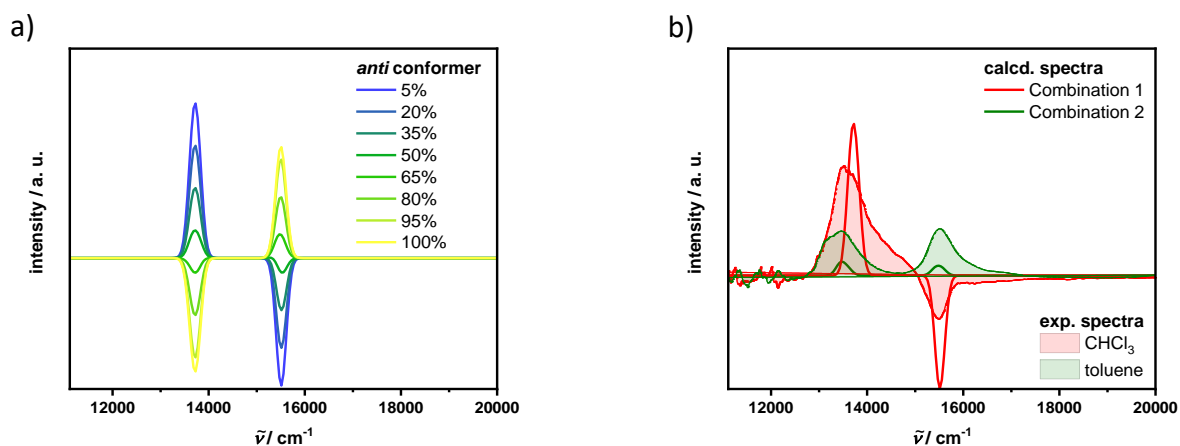 a)
anti conformer
5%
20%
35%
50%
65%
80%
95%
100%
intensity / a. u.
12000 14000 16000 18000 20000
ν̃ / cm⁻¹
b)
calcd. spectra
Combination 1
Combination 2
exp. spectra
CHCl₃
toluene
intensity / a. u.
12000 14000 16000 18000 20000
ν̃ / cm⁻¹